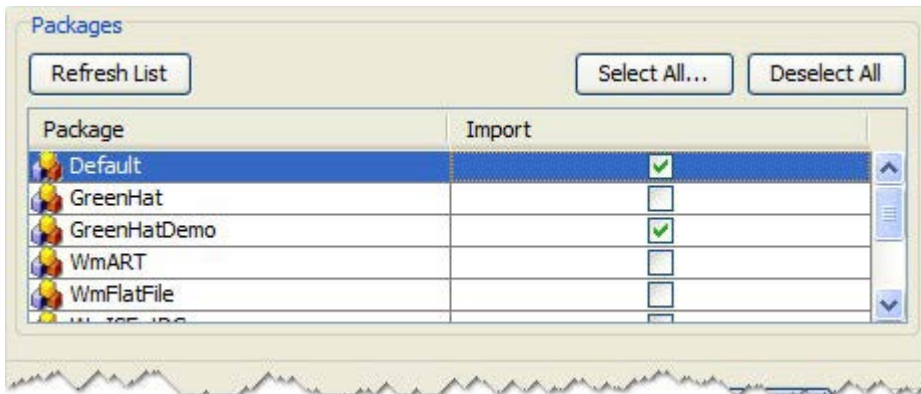 Packages
Refresh List
Select All...
Deselect All
Package
Import
Default
GreenHat
GreenHatDemo
WmART
WmFlatFile